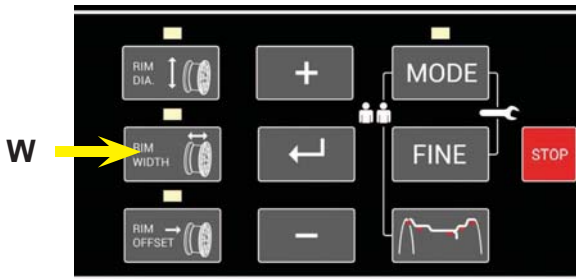 RIM
DIA.
+
MODE
W
RIM
WIDTH
FINE
STOP
RIM
OFFSET
−